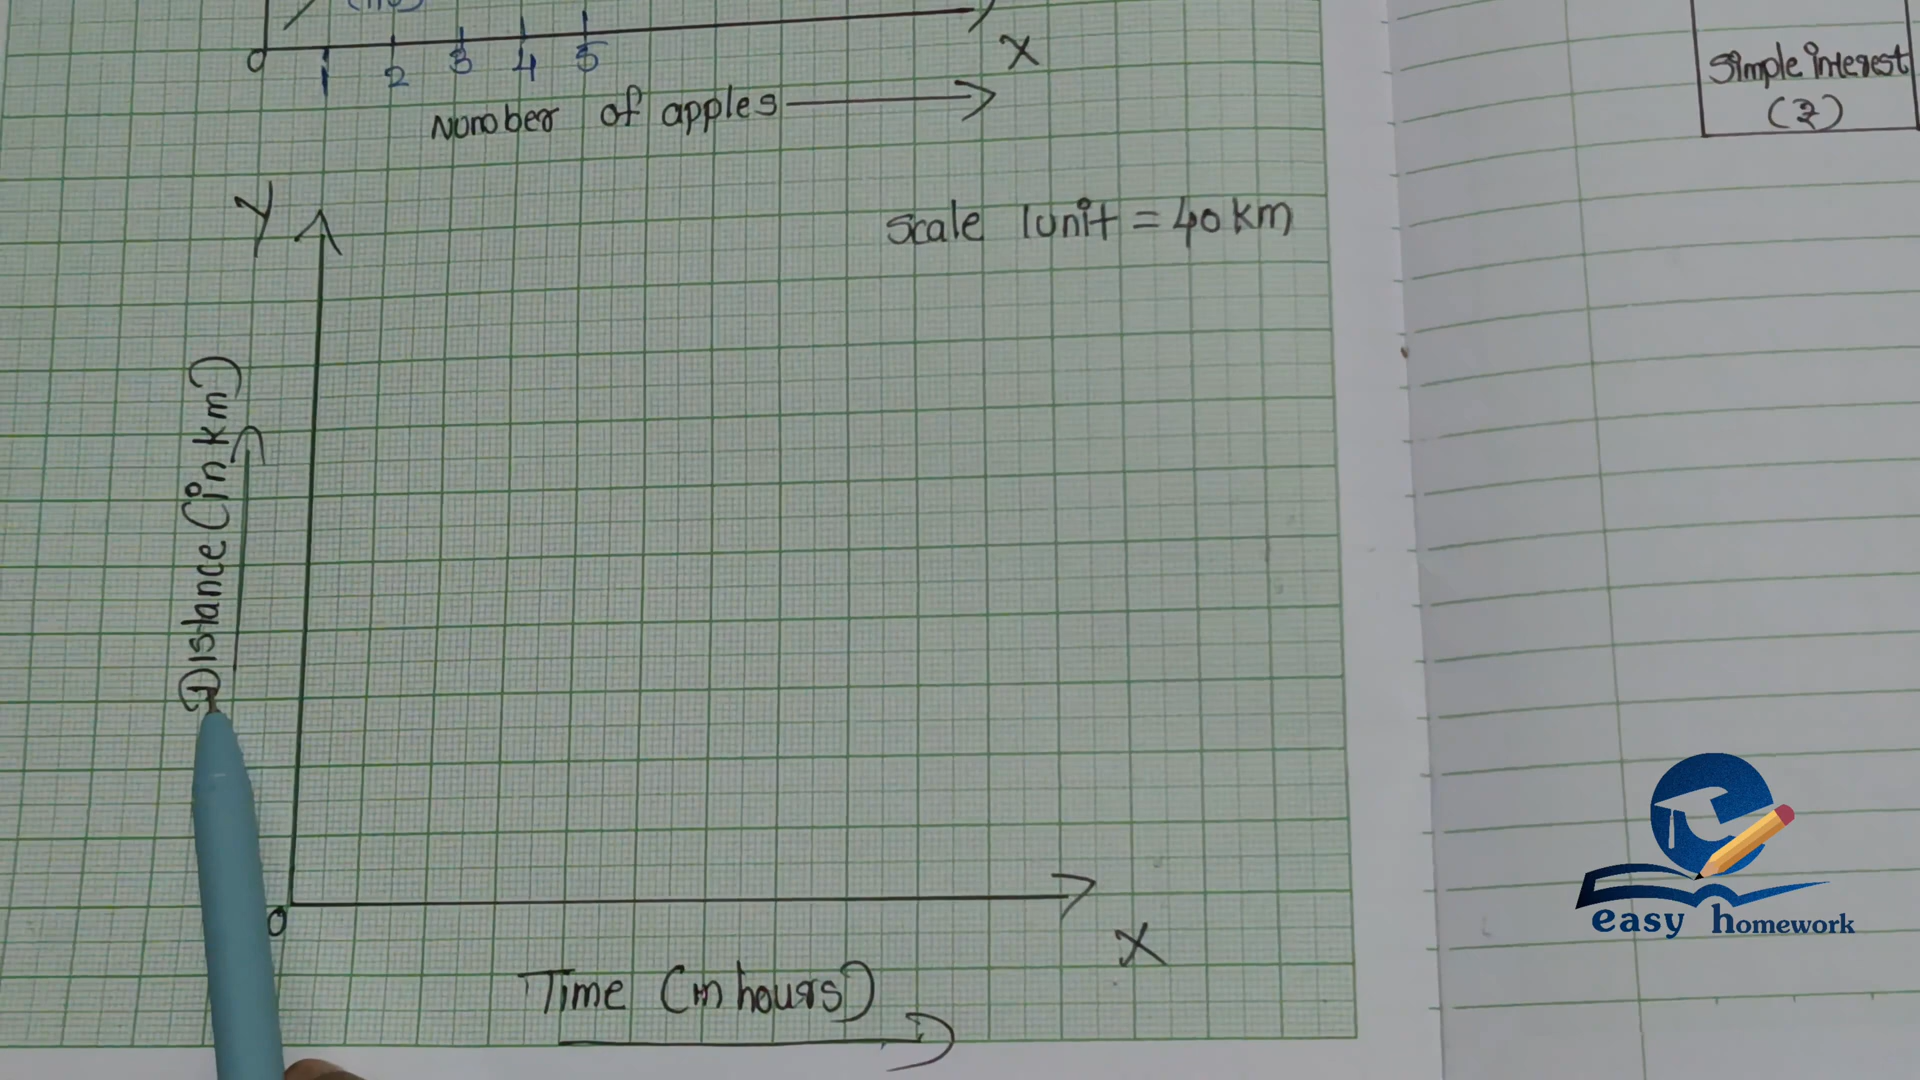 0 1 2 3 4 5
X
Number of apples
Y
Scale 1unit = 40 km
Distance (in km)
0
X
Time (in hours)
Simple interest
(₹)
easy homework